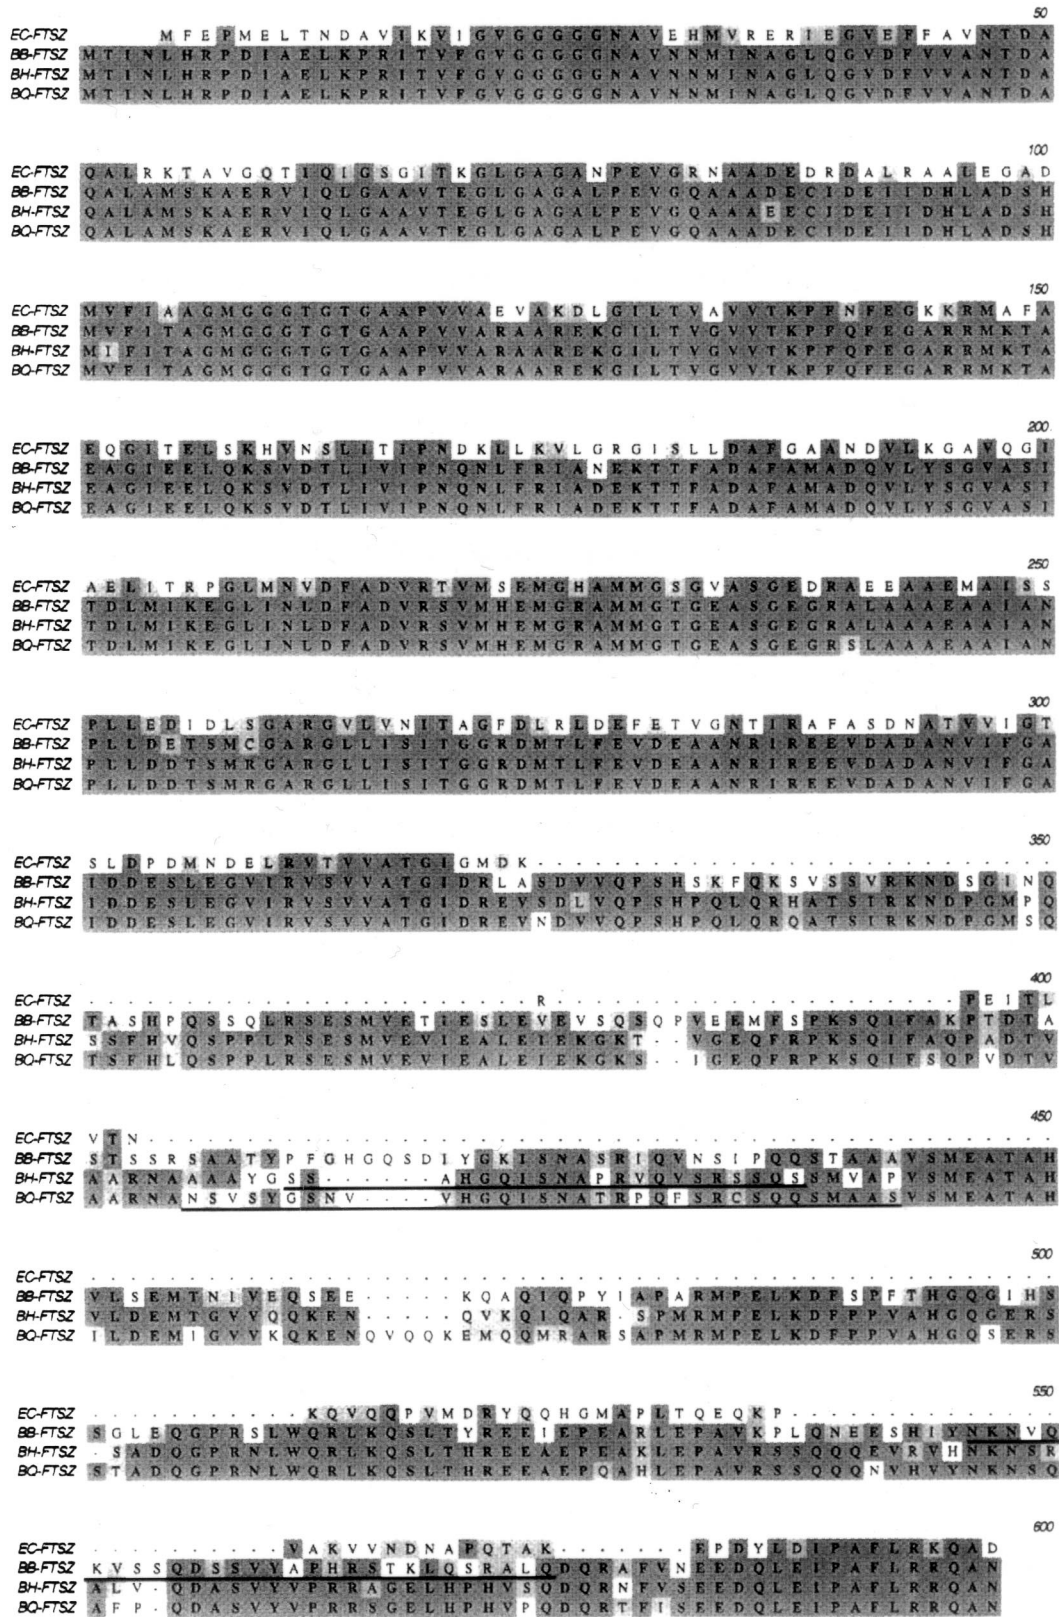 50
EC-FTSZ M F E P M E L T N D A V I K V I G V G G G G G N A V E H M V R E R I E G V E F F A V N T D A
BB-FTSZ M T I N L H R P D I A E L K P R I T V F G V G G G G G N A V N N M I N A G L Q G V D F V V A N T D A
BH-FTSZ M T I N L H R P D I A E L K P R I T V F G V G G G G G N A V N N M I N A G L Q G V D F V V A N T D A
BQ-FTSZ M T I N L H R P D I A E L K P R I T V F G V G G G G G N A V N N M I N A G L Q G V D F V V A N T D A
100
EC-FTSZ Q A L R K T A V G Q T I Q I G S G I T K G L G A G A N P E V G R N A A D E D R D A L R A A L E G A D
BB-FTSZ Q A L A M S K A E R V I Q L G A A V T E G L G A G A L P E V G Q A A A D E C I D E I I D H L A D S H
BH-FTSZ Q A L A M S K A E R V I Q L G A A V T E G L G A G A L P E V G Q A A A E E C I D E I I D H L A D S H
BQ-FTSZ Q A L A M S K A E R V I Q L G A A V T E G L G A G A L P E V G Q A A A D E C I D E I I D H L A D S H
150
EC-FTSZ M V F I A A G M G G G T G T G A A P V V A E V A K D L G I L T V A V V T K P F N F E G K K R M A F A
BB-FTSZ M V F I T A G M G G G T G T G A A P V V A R A A R E K G I L T V G V V T K P F Q F E G A R R M K T A
BH-FTSZ M I F I T A G M G G G T G T G A A P V V A R A A R E K G I L T V G V V T K P F Q F E G A R R M K T A
BQ-FTSZ M V F I T A G M G G G T G T G A A P V V A R A A R E K G I L T V G V V T K P F Q F E G A R R M K T A
200
EC-FTSZ E Q G I T E L S K H V N S L I T I P N D K L L K V L G R G I S L L D A F G A A N D V L K G A V Q G I
BB-FTSZ E A G I E E L Q K S V D T L I V I P N Q N L F R I A N E K T T F A D A F A M A D Q V L Y S G V A S I
BH-FTSZ E A G I E E L Q K S V D T L I V I P N Q N L F R I A D E K T T F A D A F A M A D Q V L Y S G V A S I
BQ-FTSZ E A G I E E L Q K S V D T L I V I P N Q N L F R I A D E K T T F A D A F A M A D Q V L Y S G V A S I
250
EC-FTSZ A E L I T R P G L M N V D F A D V R T V M S E M G H A M M G S G V A S G E D R A E E A A E M A I S S
BB-FTSZ T D L M I K E G L I N L D F A D V R S V M H E M G R A M M G T G E A S G E G R A L A A A E A A I A N
BH-FTSZ T D L M I K E G L I N L D F A D V R S V M H E M G R A M M G T G E A S G E G R A L A A A E A A I A N
BQ-FTSZ T D L M I K E G L I N L D F A D V R S V M H E M G R A M M G T G E A S G E G R S L A A A E A A I A N
300
EC-FTSZ P L L E D I D L S G A R G V L V N I T A G F D L R L D E F E T V G N T I R A F A S D N A T V V I G T
BB-FTSZ P L L D E T S M C G A R G L L I S I T G G R D M T L F E V D E A A N R I R E E V D A D A N V I F G A
BH-FTSZ P L L D D T S M R G A R G L L I S I T G G R D M T L F E V D E A A N R I R E E V D A D A N V I F G A
BQ-FTSZ P L L D D T S M R G A R G L L I S I T G G R D M T L F E V D E A A N R I R E E V D A D A N V I F G A
350
EC-FTSZ S L D P D M N D E L R V T V V A T G I G M D K . . . . . . . . . . . . . . . . . . . . . . . . . . .
BB-FTSZ I D D E S L E G V I R V S V V A T G I D R L A S D V V Q P S H S K F Q K S V S S V R K N D S G I N Q
BH-FTSZ I D D E S L E G V I R V S V V A T G I D R E V S D L V Q P S H P Q L Q R H A T S I R K N D P G M P Q
BQ-FTSZ I D D E S L E G V I R V S V V A T G I D R E V N D V V Q P S H P Q L Q R Q A T S I R K N D P G M S Q
400
EC-FTSZ . . . . . . . . . . . . . . . . . . . . . . . R . . . . . . . . . . . . . . . . . . . . . P E I T L
BB-FTSZ T A S H P Q S S Q L R S E S M V E T I E S L E V E V S Q S Q P V E E M F S P K S Q I F A K P T D T A
BH-FTSZ S S F H V Q S P P L R S E S M V E V I E A L E I E K G K T . . V G E Q F R P K S Q I F A Q P A D T V
BQ-FTSZ T S F H L Q S P P L R S E S M V E V I E A L E I E K G K S . . I G E Q F R P K S Q I F S Q P V D T V
450
EC-FTSZ V T N . . . . . . . . . . . . . . . . . . . . . . . . . . . . . . . . . . . . . . . . . . . . . . .
BB-FTSZ S T S S R S A A T Y P F G H G Q S D I Y G K I S N A S R I Q V N S I P Q Q S T A A A V S M E A T A H
BH-FTSZ A A R N A A A A Y G S S . . . . . . A H G Q I S N A P R V Q V S R S S Q S S M V A P V S M E A T A H
BQ-FTSZ A A R N A N S V S Y G S N V . . . . V H G Q I S N A T R P Q F S R C S Q Q S M A A S V S M E A T A H
500
EC-FTSZ . . . . . . . . . . . . . . . . . . . . . . . . . . . . . . . . . . . . . . . . . . . . . . . . . .
BB-FTSZ V L S E M T N I V E Q S E E . . . . . K Q A Q I Q P Y I A P A R M P E L K D F S P F T H G Q G I H S
BH-FTSZ V L D E M T G V V Q Q K E N . . . . . Q V K Q I Q A R . S P M R M P E L K D F P P V A H G Q G E R S
BQ-FTSZ I L D E M I G V V K Q K E N Q V Q Q K E M Q Q M R A R S A P M R M P E L K D F P P V A H G Q S E R S
550
EC-FTSZ . . . . . . . . . . . K Q V Q Q P V M D R Y Q Q H G M A P L T Q E Q K P . . . . . . . . . . . . . .
BB-FTSZ S G L E Q G P R S L W Q R L K Q S L T Y R E E I E P E A R L E P A V K P L Q N E E S H I Y N K N V Q
BH-FTSZ . S A D Q G P R N L W Q R L K Q S L T H R E E A E P E A K L E P A V R S S Q Q Q E V R V H N K N S R
BQ-FTSZ S T A D Q G P R N L W Q R L K Q S L T H R E E A E P Q A H L E P A V R S S Q Q Q N V H V Y N K N S Q
600
EC-FTSZ . . . . . . . . . . V A K V V N D N A P Q T A K . . . . . . . E P D Y L D I P A F L R K Q A D
BB-FTSZ K V S S Q D S S V Y A P H R S T K L Q S R A L Q D Q R A F V N E E D Q L E I P A F L R R Q A N
BH-FTSZ A L V . Q D A S V Y V P R R A G E L H P H V S Q D Q R N F V S E E D Q L E I P A F L R R Q A N
BQ-FTSZ A F P . Q D A S V Y V P R R S G E L H P H V P Q D Q R T F I S E E D Q L E I P A F L R R Q A N